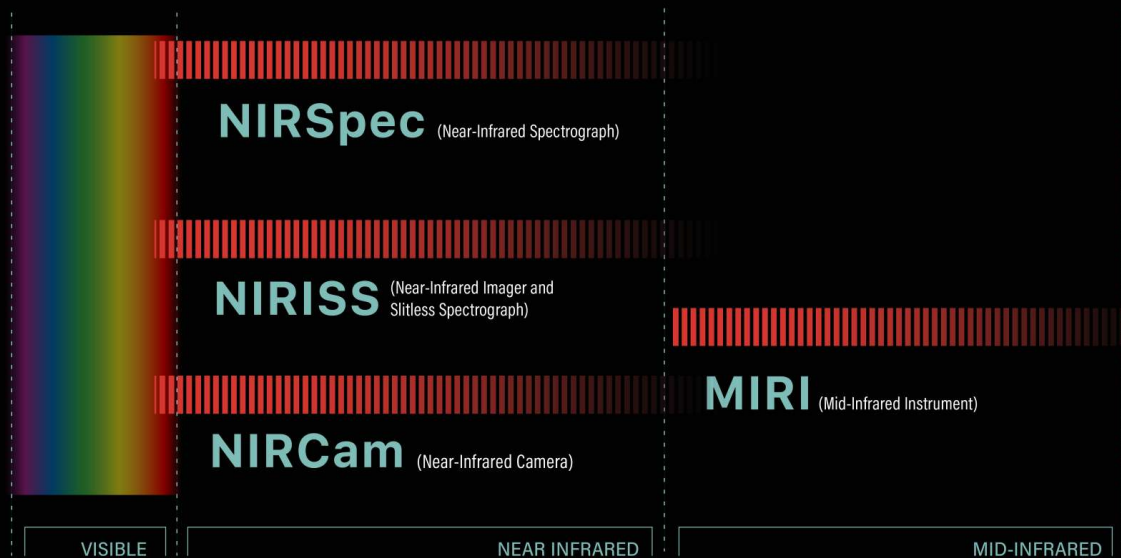 NIRSpec (Near-Infrared Spectrograph)
NIRISS (Near-Infrared Imager and
Slitless Spectrograph)
MIRI (Mid-Infrared Instrument)
NIRCam (Near-Infrared Camera)
VISIBLE
NEAR INFRARED
MID-INFRARED